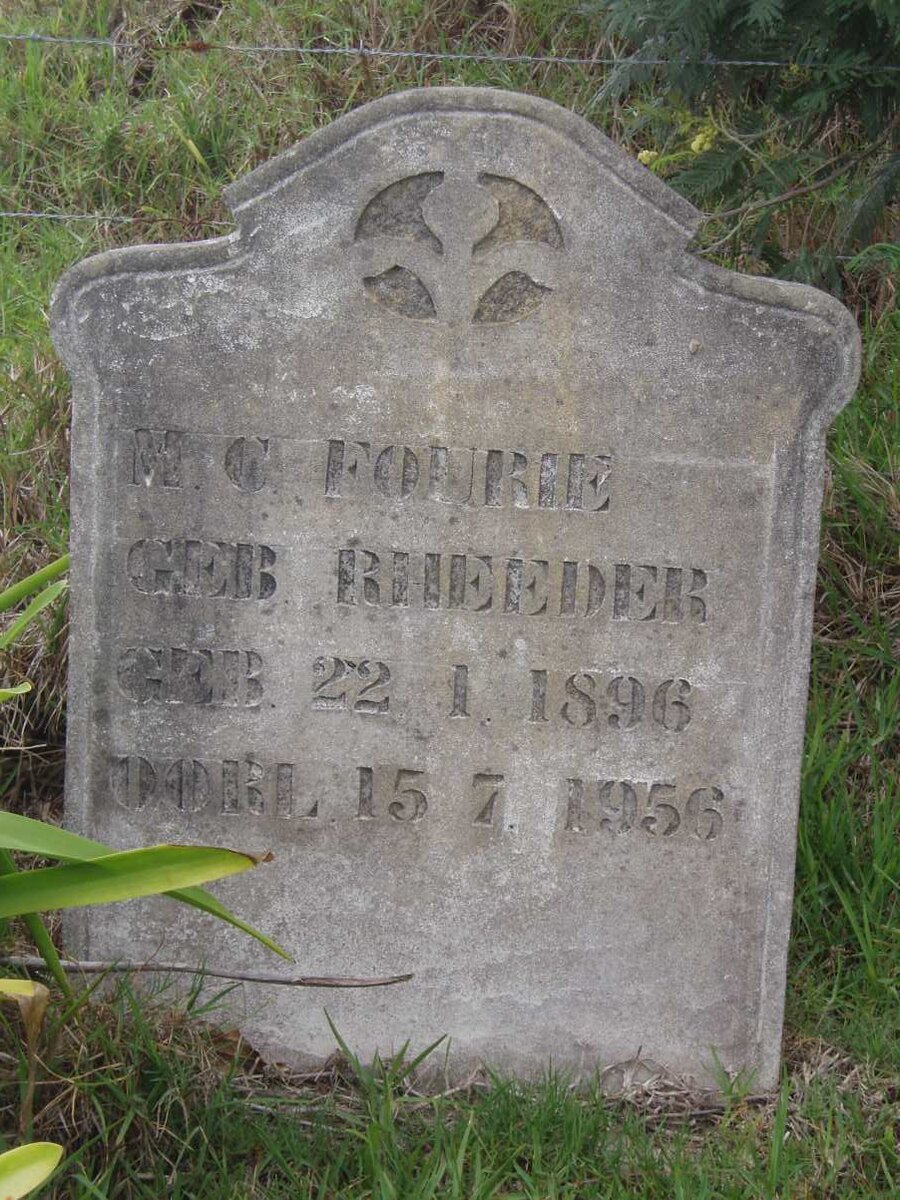 M. C. FOURIE
GEB. RHEEDER
GEB. 22 1. 1896
OORL. 15 7. 1956